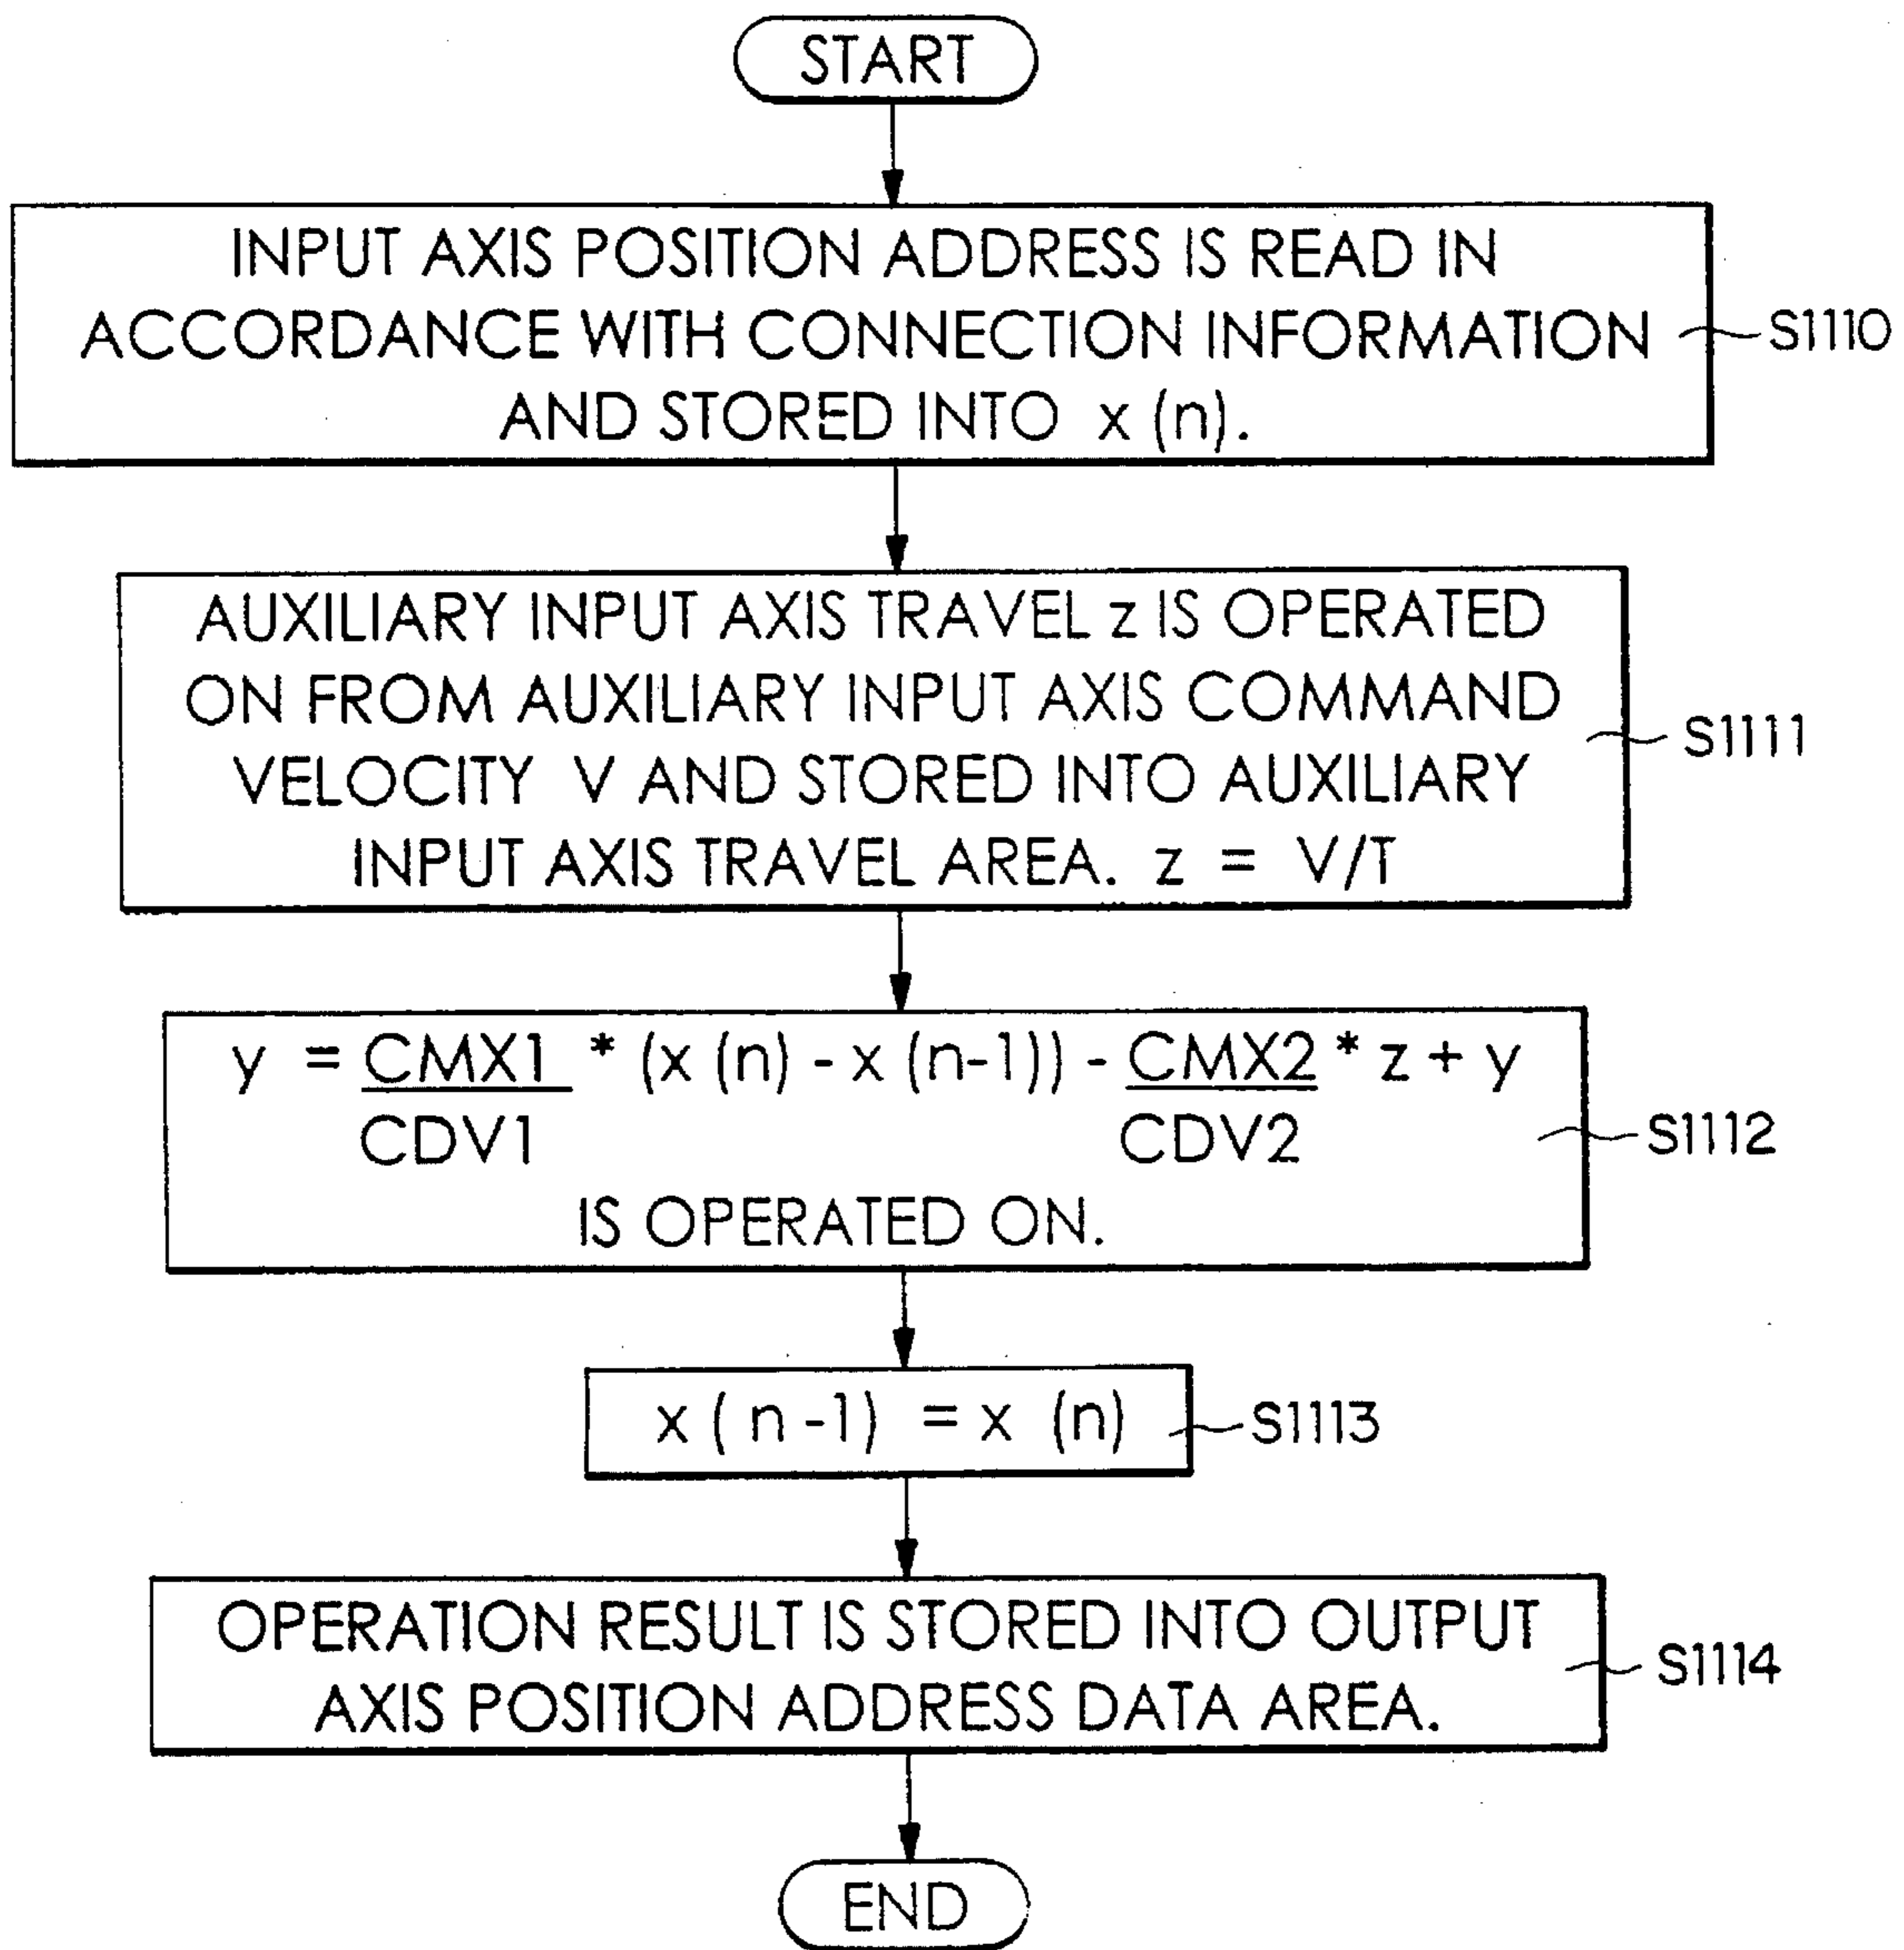 START
INPUT AXIS POSITION ADDRESS IS READ IN
ACCORDANCE WITH CONNECTION INFORMATION
AND STORED INTO x (n).
S1110
AUXILIARY INPUT AXIS TRAVEL z IS OPERATED
ON FROM AUXILIARY INPUT AXIS COMMAND
VELOCITY V AND STORED INTO AUXILIARY
INPUT AXIS TRAVEL AREA. z = V/T
S1111
y = CMX1 * (x (n) - x (n-1)) - CMX2 * z + y
CDV1 CDV2
IS OPERATED ON.
S1112
x ( n -1) = x (n)
S1113
OPERATION RESULT IS STORED INTO OUTPUT
AXIS POSITION ADDRESS DATA AREA.
S1114
END